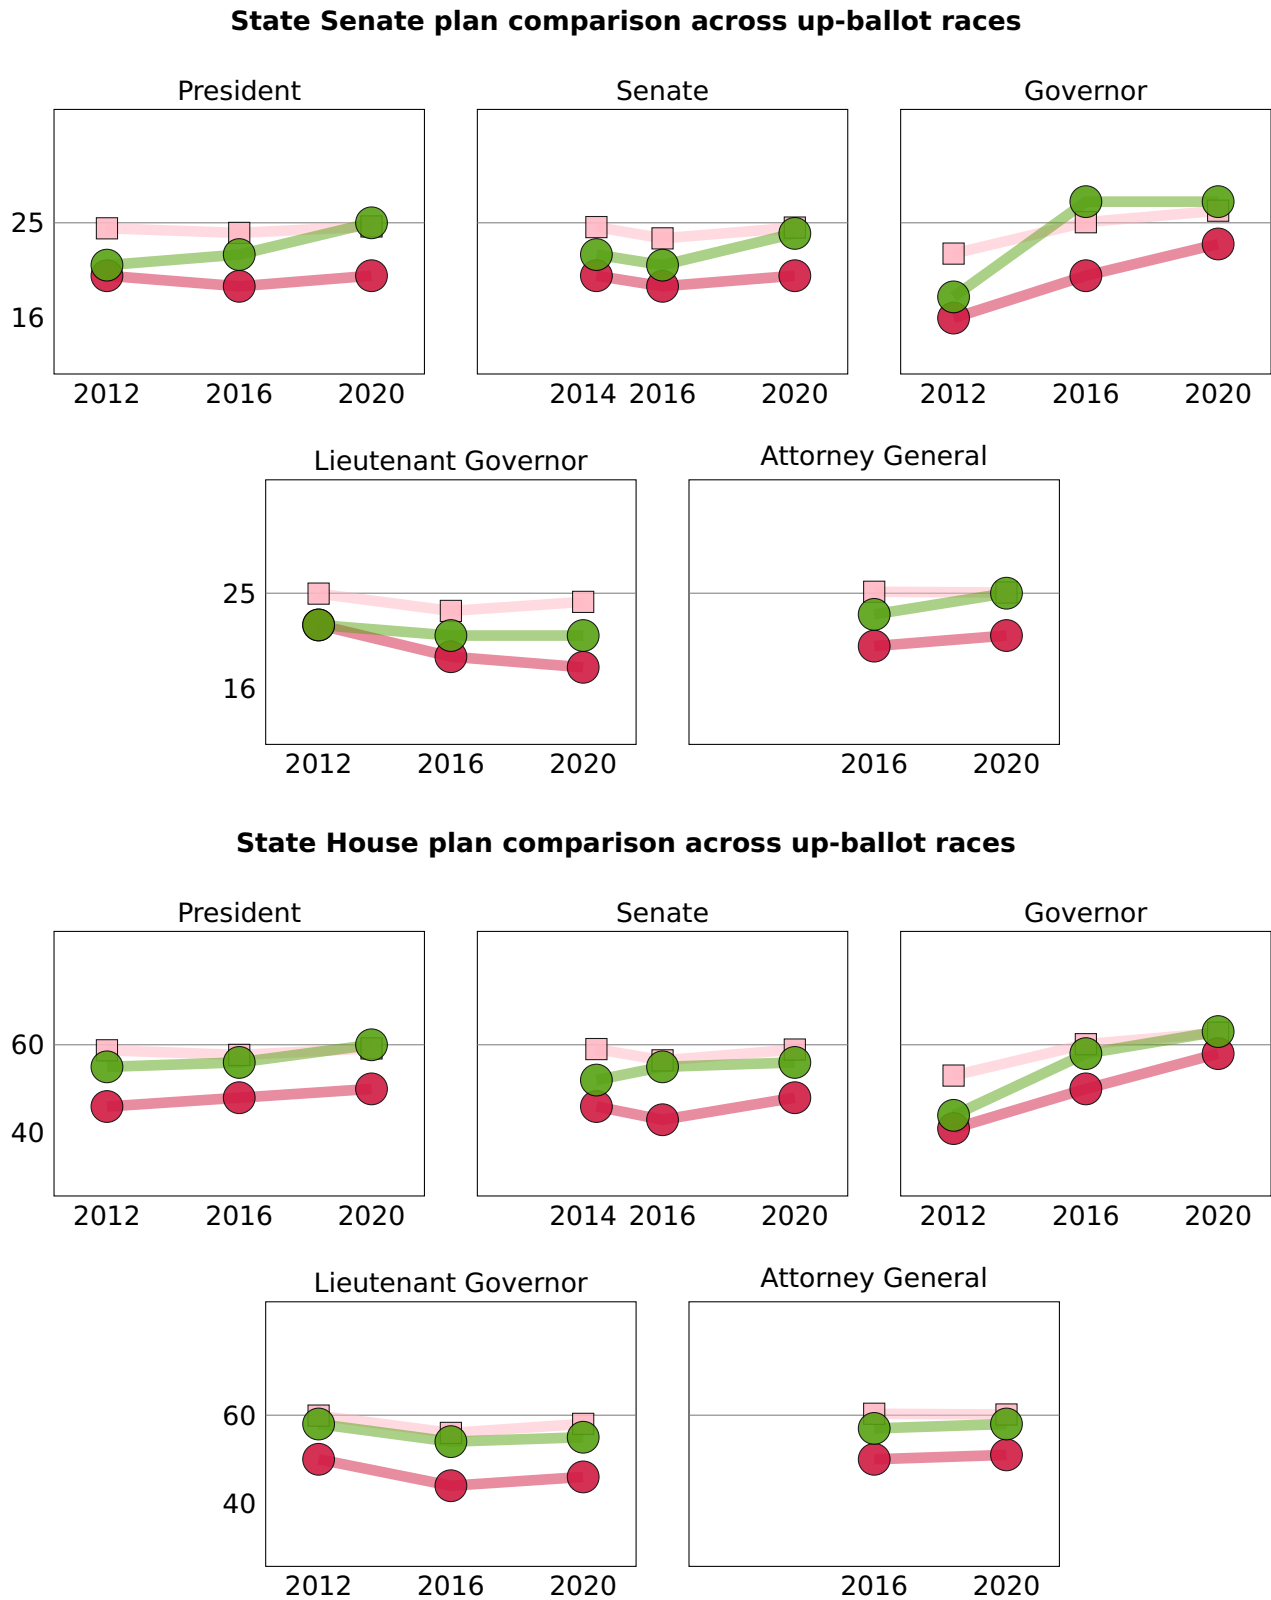 State Senate plan comparison across up-ballot races
President Senate Governor
25
16
2012 2016 2020 2014 2016 2020 2012 2016 2020
Lieutenant Governor Attorney General
25
16
2012 2016 2020 2016 2020
State House plan comparison across up-ballot races
President Senate Governor
60
40
2012 2016 2020 2014 2016 2020 2012 2016 2020
Lieutenant Governor Attorney General
60
40
2012 2016 2020 2016 2020